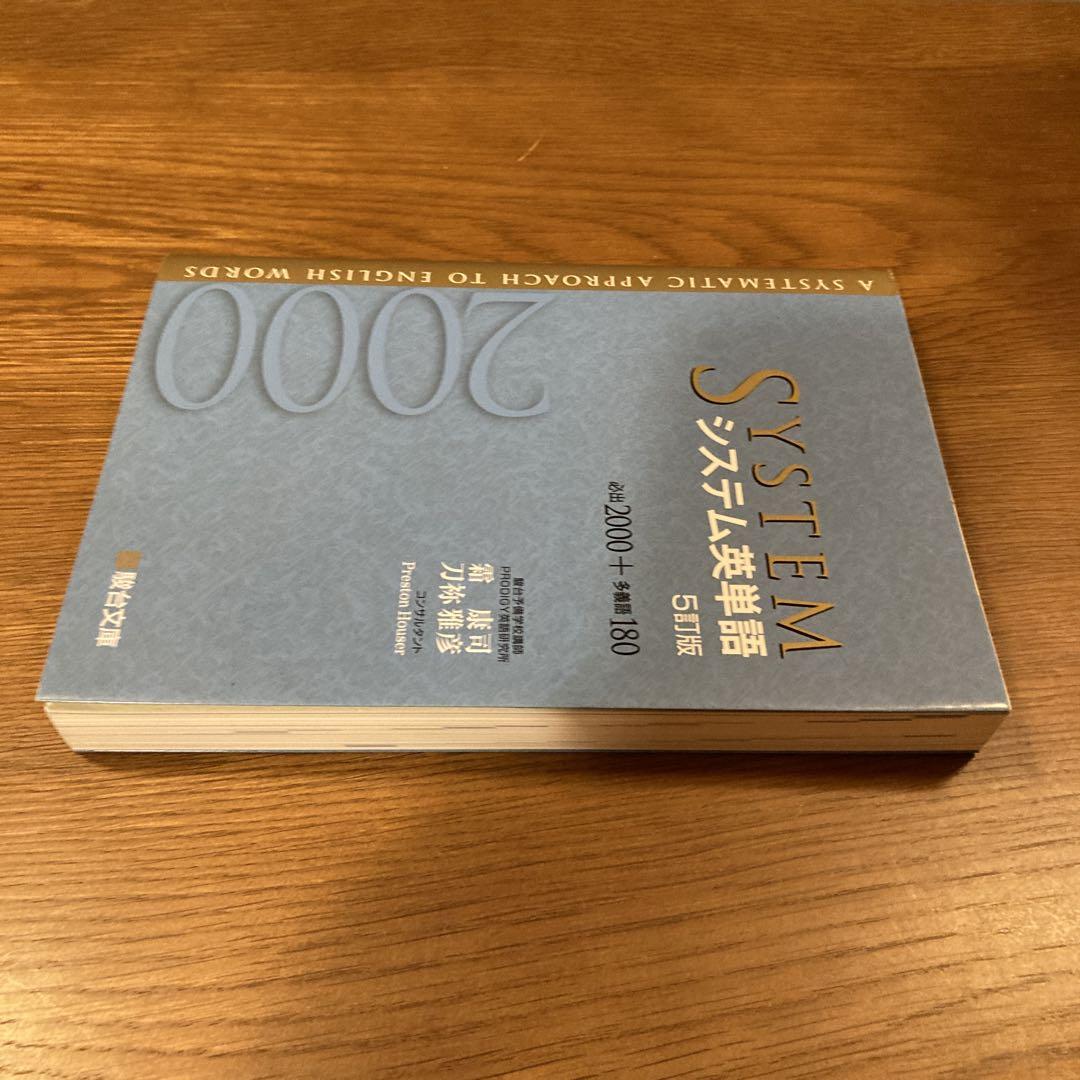 SYSTEM
システム英単語
5訂版
必出2000+多義語180
駿台予備学校講師
PRODIGY英語研究所
霜 康司
刀祢雅彦
コンサルタント
Preston Houser
2000
A SYSTEMATIC APPROACH TO ENGLISH WORDS
駿台文庫